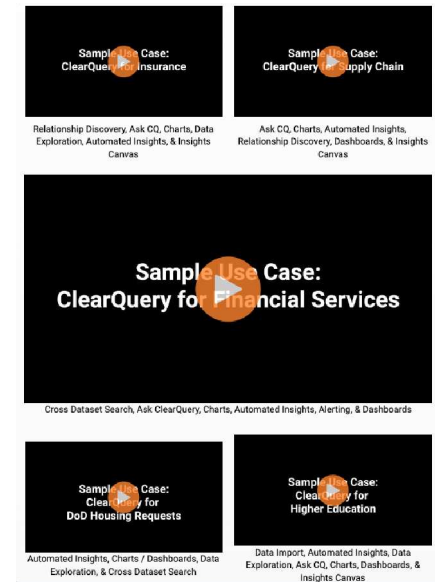 Sample Use Case:
ClearQuery for Insurance
Sample Use Case:
ClearQuery for Supply Chain
Relationship Discovery, Ask CQ, Charts, Data
Exploration, Automated Insights, & Insights
Canvas
Ask CQ, Charts, Automated Insights,
Relationship Discovery, Dashboards, & Insights
Canvas
Sample Use Case:
ClearQuery for Financial Services
Cross Dataset Search, Ask ClearQuery, Charts, Automated Insights, Alerting, & Dashboards
Sample Use Case:
ClearQuery for
DoD Housing Requests
Sample Use Case:
ClearQuery for
Higher Education
Automated Insights, Charts / Dashboards, Data
Exploration, & Cross Dataset Search
Data Import, Automated Insights, Data
Exploration, Ask CQ, Charts, Dashboards, &
Insights Canvas